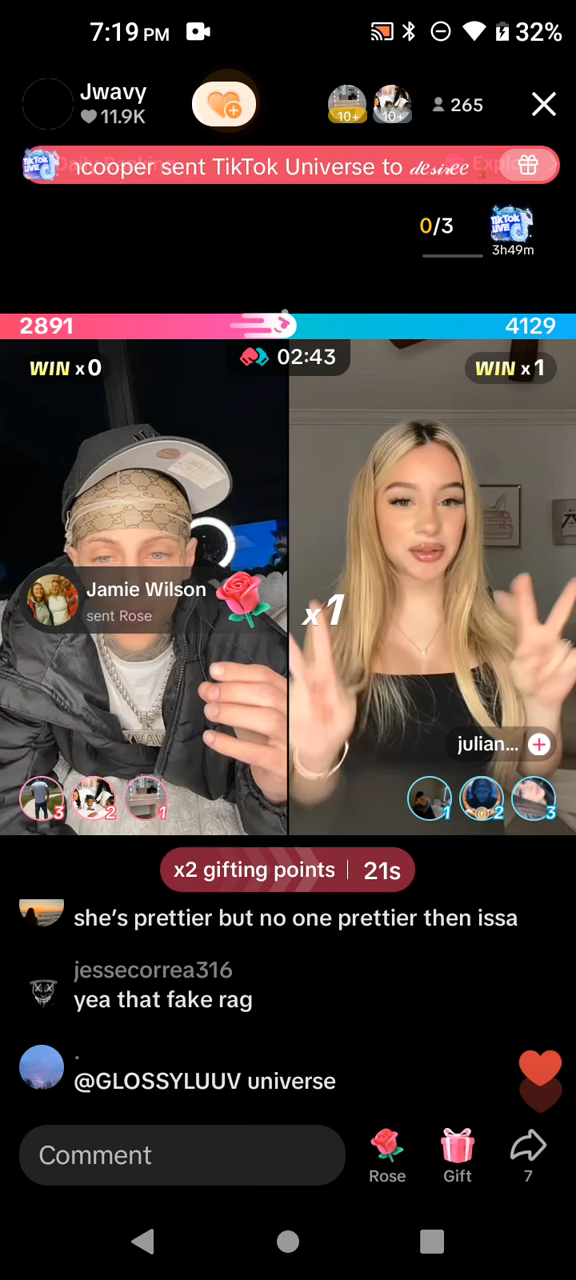 7:19 PM 32%
Jwavy
11.9K
10+ 10+ 265
ıcooper sent TikTok Universe to desiree
0/3
TikTok LIVE
3h49m
2891 4129
WIN x0 02:43 WIN x1
Jamie Wilson
sent Rose
x1
julian...
3 2 1 1 2 3
x2 gifting points 21s
she's prettier but no one prettier then issa
jessecorrea316
yea that fake rag
.
@GLOSSYLUUV universe
Comment
Rose Gift 7